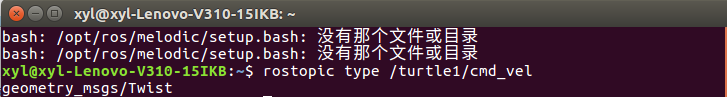 xyl@xyl-Lenovo-V310-15IKB: ~
bash: /opt/ros/melodic/setup.bash: 没有那个文件或目录
bash: /opt/ros/melodic/setup.bash: 没有那个文件或目录
xyl@xyl-Lenovo-V310-15IKB:~$ rostopic type /turtle1/cmd_vel
geometry_msgs/Twist